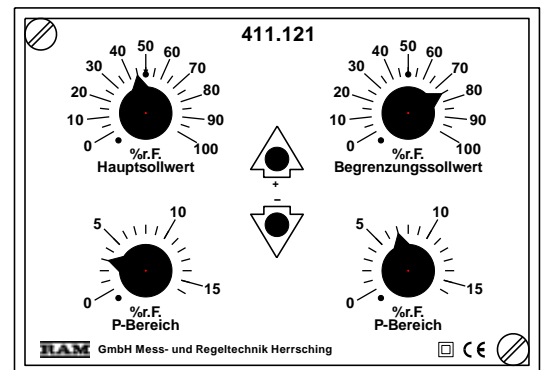 411.121
0 10 20 30 40 50 60 70 80 90 100
%r.F.
Hauptsollwert
0 10 20 30 40 50 60 70 80 90 100
%r.F.
Begrenzungssollwert
+
−
0 5 10 15
%r.F.
P-Bereich
0 5 10 15
%r.F.
P-Bereich
RAM GmbH Mess- und Regeltechnik Herrsching CE